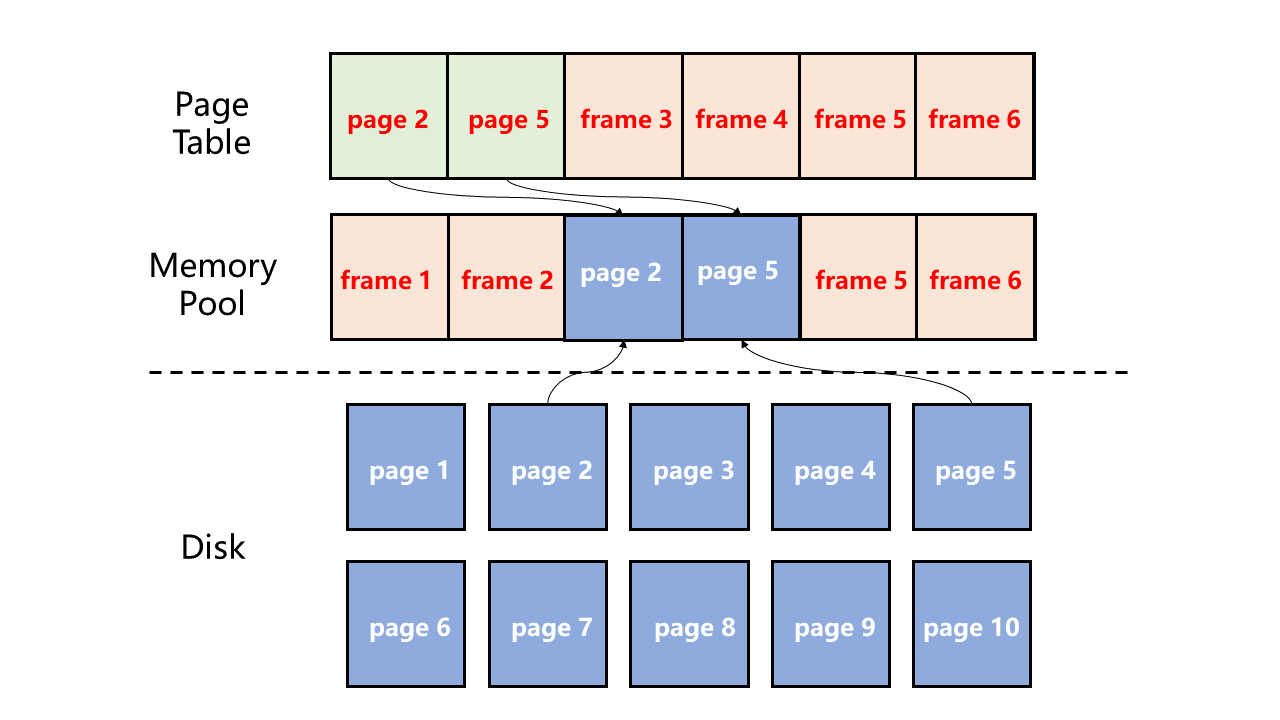 Page
Table
page 2
page 5
frame 3
frame 4
frame 5
frame 6
Memory
Pool
frame 1
frame 2
page 2
page 5
frame 5
frame 6
Disk
page 1
page 2
page 3
page 4
page 5
page 6
page 7
page 8
page 9
page 10